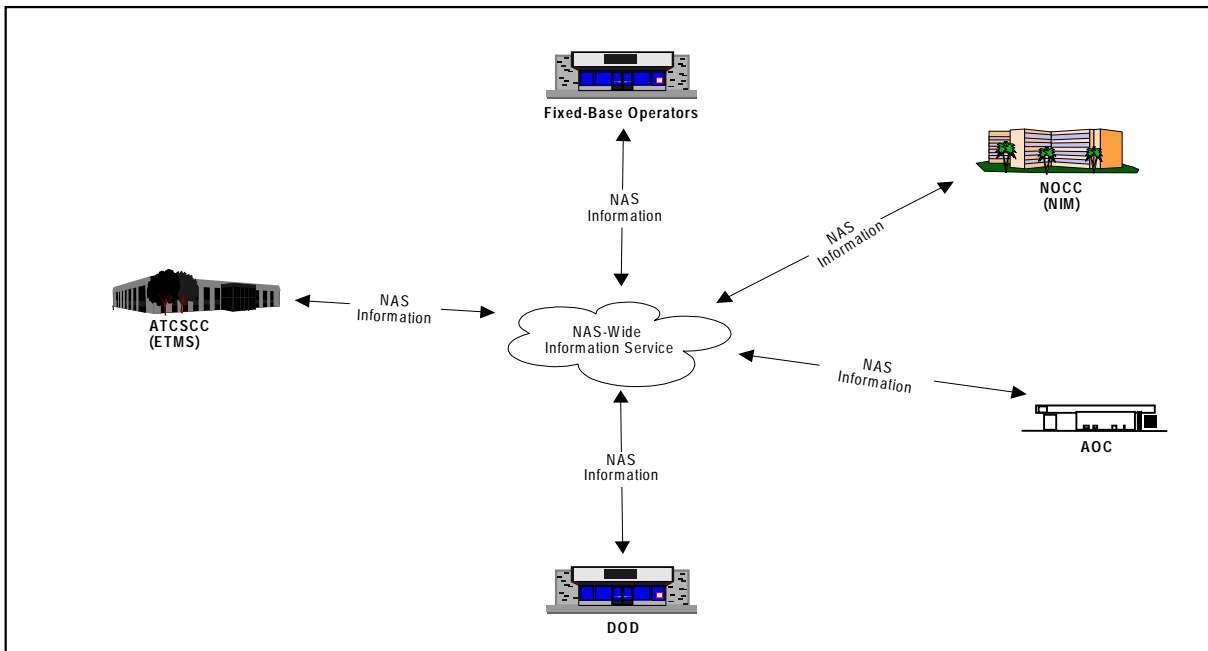 Fixed-Base Operators
NOCC
(NIM)
NAS
Information
NAS
Information
ATCSCC
(ETMS)
NAS
Information
NAS-Wide
Information Service
NAS
Information
AOC
NAS
Information
DOD